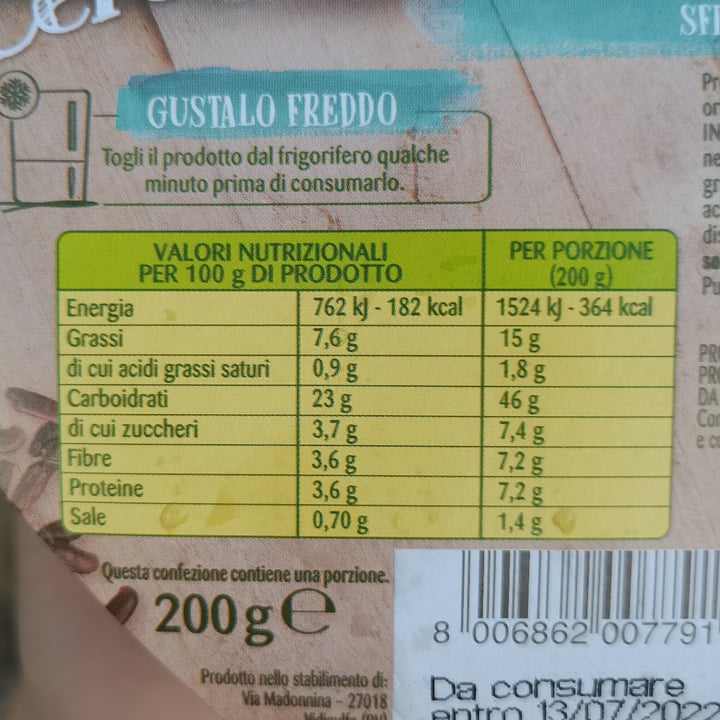 GUSTALO FREDDO
Togli il prodotto dal frigorifero qualche
minuto prima di consumarlo.
VALORI NUTRIZIONALI
PER 100 g DI PRODOTTO
PER PORZIONE
(200 g)
Energia 762 kJ - 182 kcal 1524 kJ - 364 kcal
Grassi 7,6 g 15 g
di cui acidi grassi saturi 0,9 g 1,8 g
Carboidrati 23 g 46 g
di cui zuccheri 3,7 g 7,4 g
Fibre 3,6 g 7,2 g
Proteine 3,6 g 7,2 g
Sale 0,70 g 1,4 g
Questa confezione contiene una porzione.
200 g e
8 006862 007791
Prodotto nello stabilimento di:
Via Madonnina - 27018
Da consumare
entro 13/07/2022